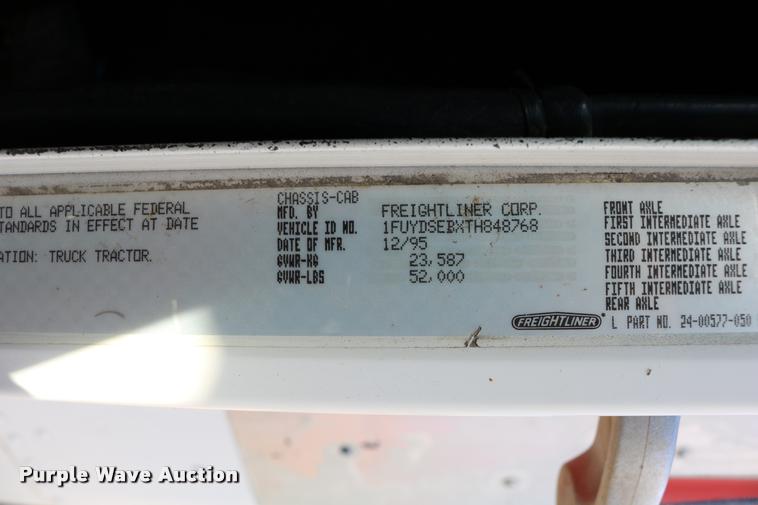 TO ALL APPLICABLE FEDERAL
STANDARDS IN EFFECT AT DATE
ATION: TRUCK TRACTOR.
CHASSIS-CAB
MFD. BY FREIGHTLINER CORP.
VEHICLE ID NO. 1FUYDSEBXTH848768
DATE OF MFR. 12/95
GVWR-KG 23,587
GVWR-LBS 52,000
FRONT AXLE
FIRST INTERMEDIATE AXLE
SECOND INTERMEDIATE AXLE
THIRD INTERMEDIATE AXLE
FOURTH INTERMEDIATE AXLE
FIFTH INTERMEDIATE AXLE
REAR AXLE
FREIGHTLINER L PART NO. 24-00577-050
Purple Wave Auction